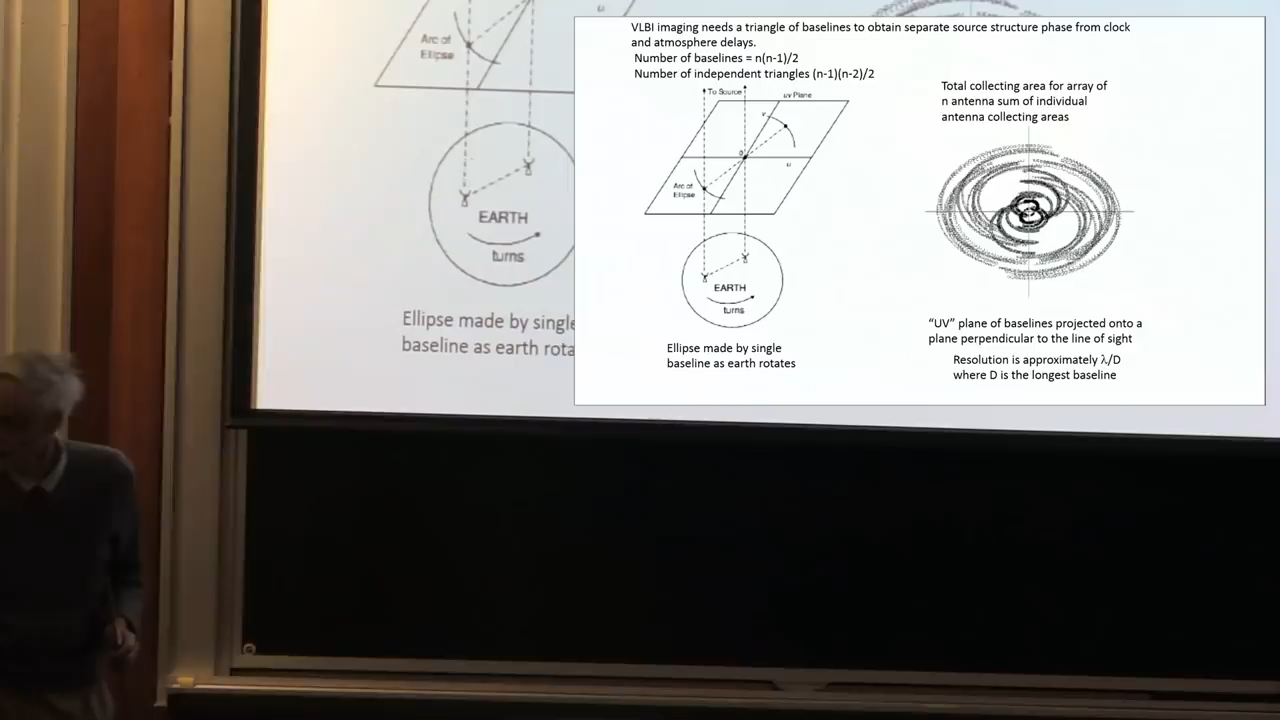 VLBI imaging needs a triangle of baselines to obtain separate source structure phase from clock
and atmosphere delays.
Number of baselines = n(n-1)/2
Number of independent triangles (n-1)(n-2)/2
To Source
uv Plane
v
0
u
Arc of
Ellipse
EARTH
turns
Ellipse made by single
baseline as earth rotates
Total collecting area for array of
n antenna sum of individual
antenna collecting areas
“UV” plane of baselines projected onto a
plane perpendicular to the line of sight
Resolution is approximately λ/D
where D is the longest baseline
u
Arc of
Ellipse
EARTH
turns
Ellipse made by single
baseline as earth rota